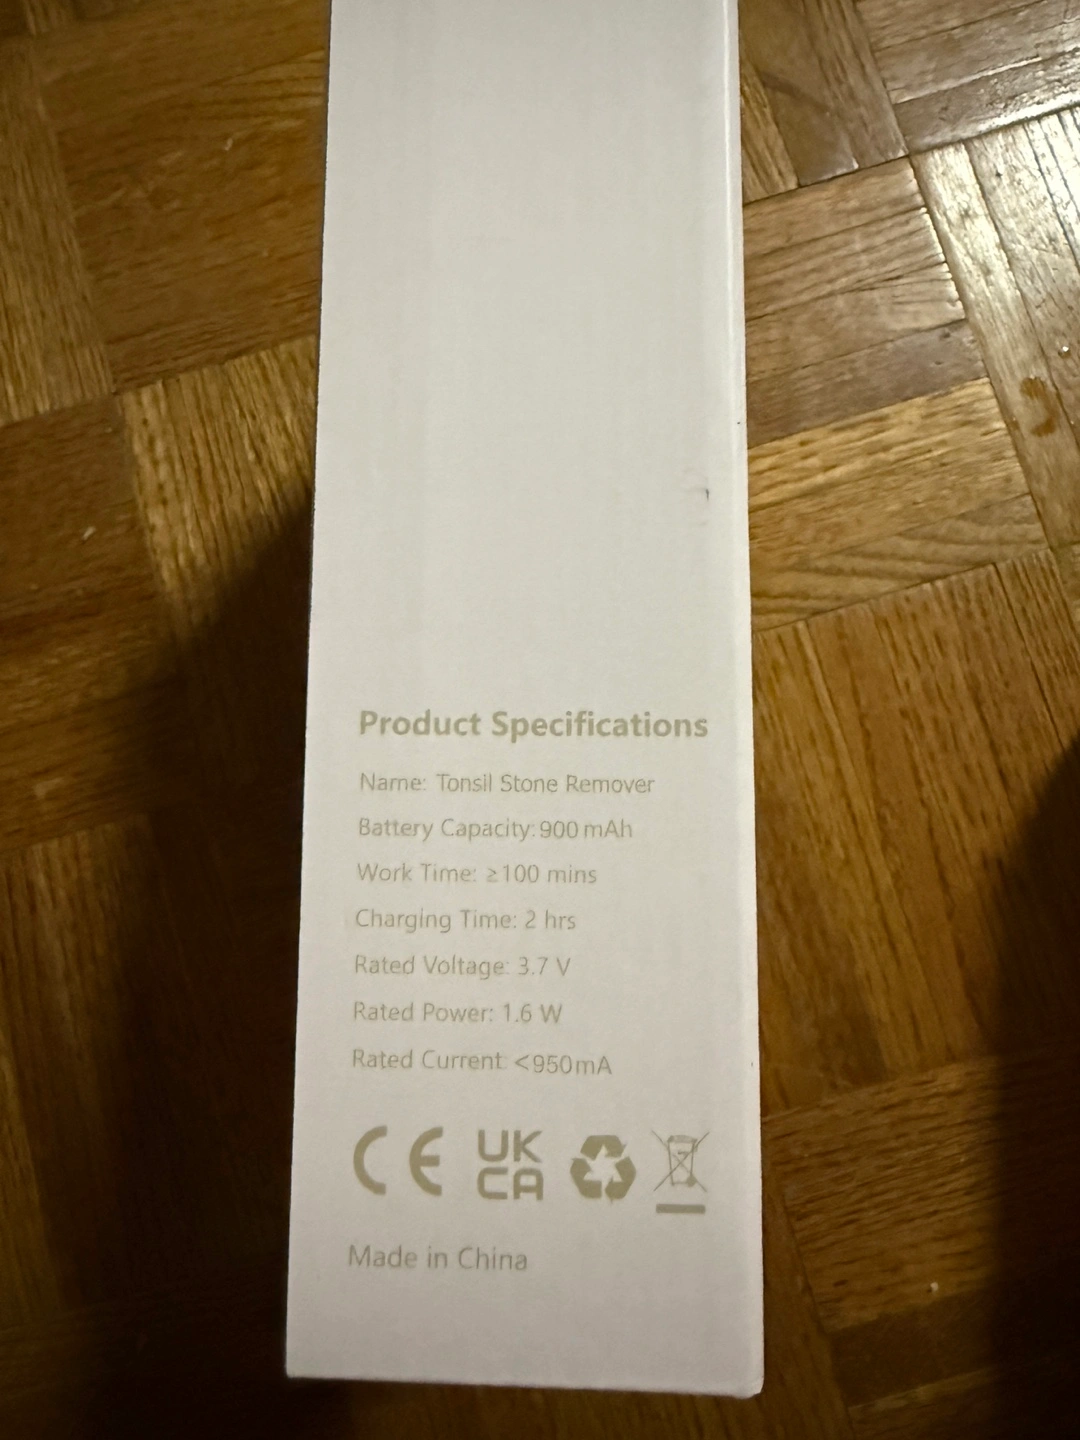 Product Specifications
Name: Tonsil Stone Remover
Battery Capacity: 900 mAh
Work Time: ≥100 mins
Charging Time: 2 hrs
Rated Voltage: 3.7 V
Rated Power: 1.6 W
Rated Current: <950mA
CE UK CA
Made in China